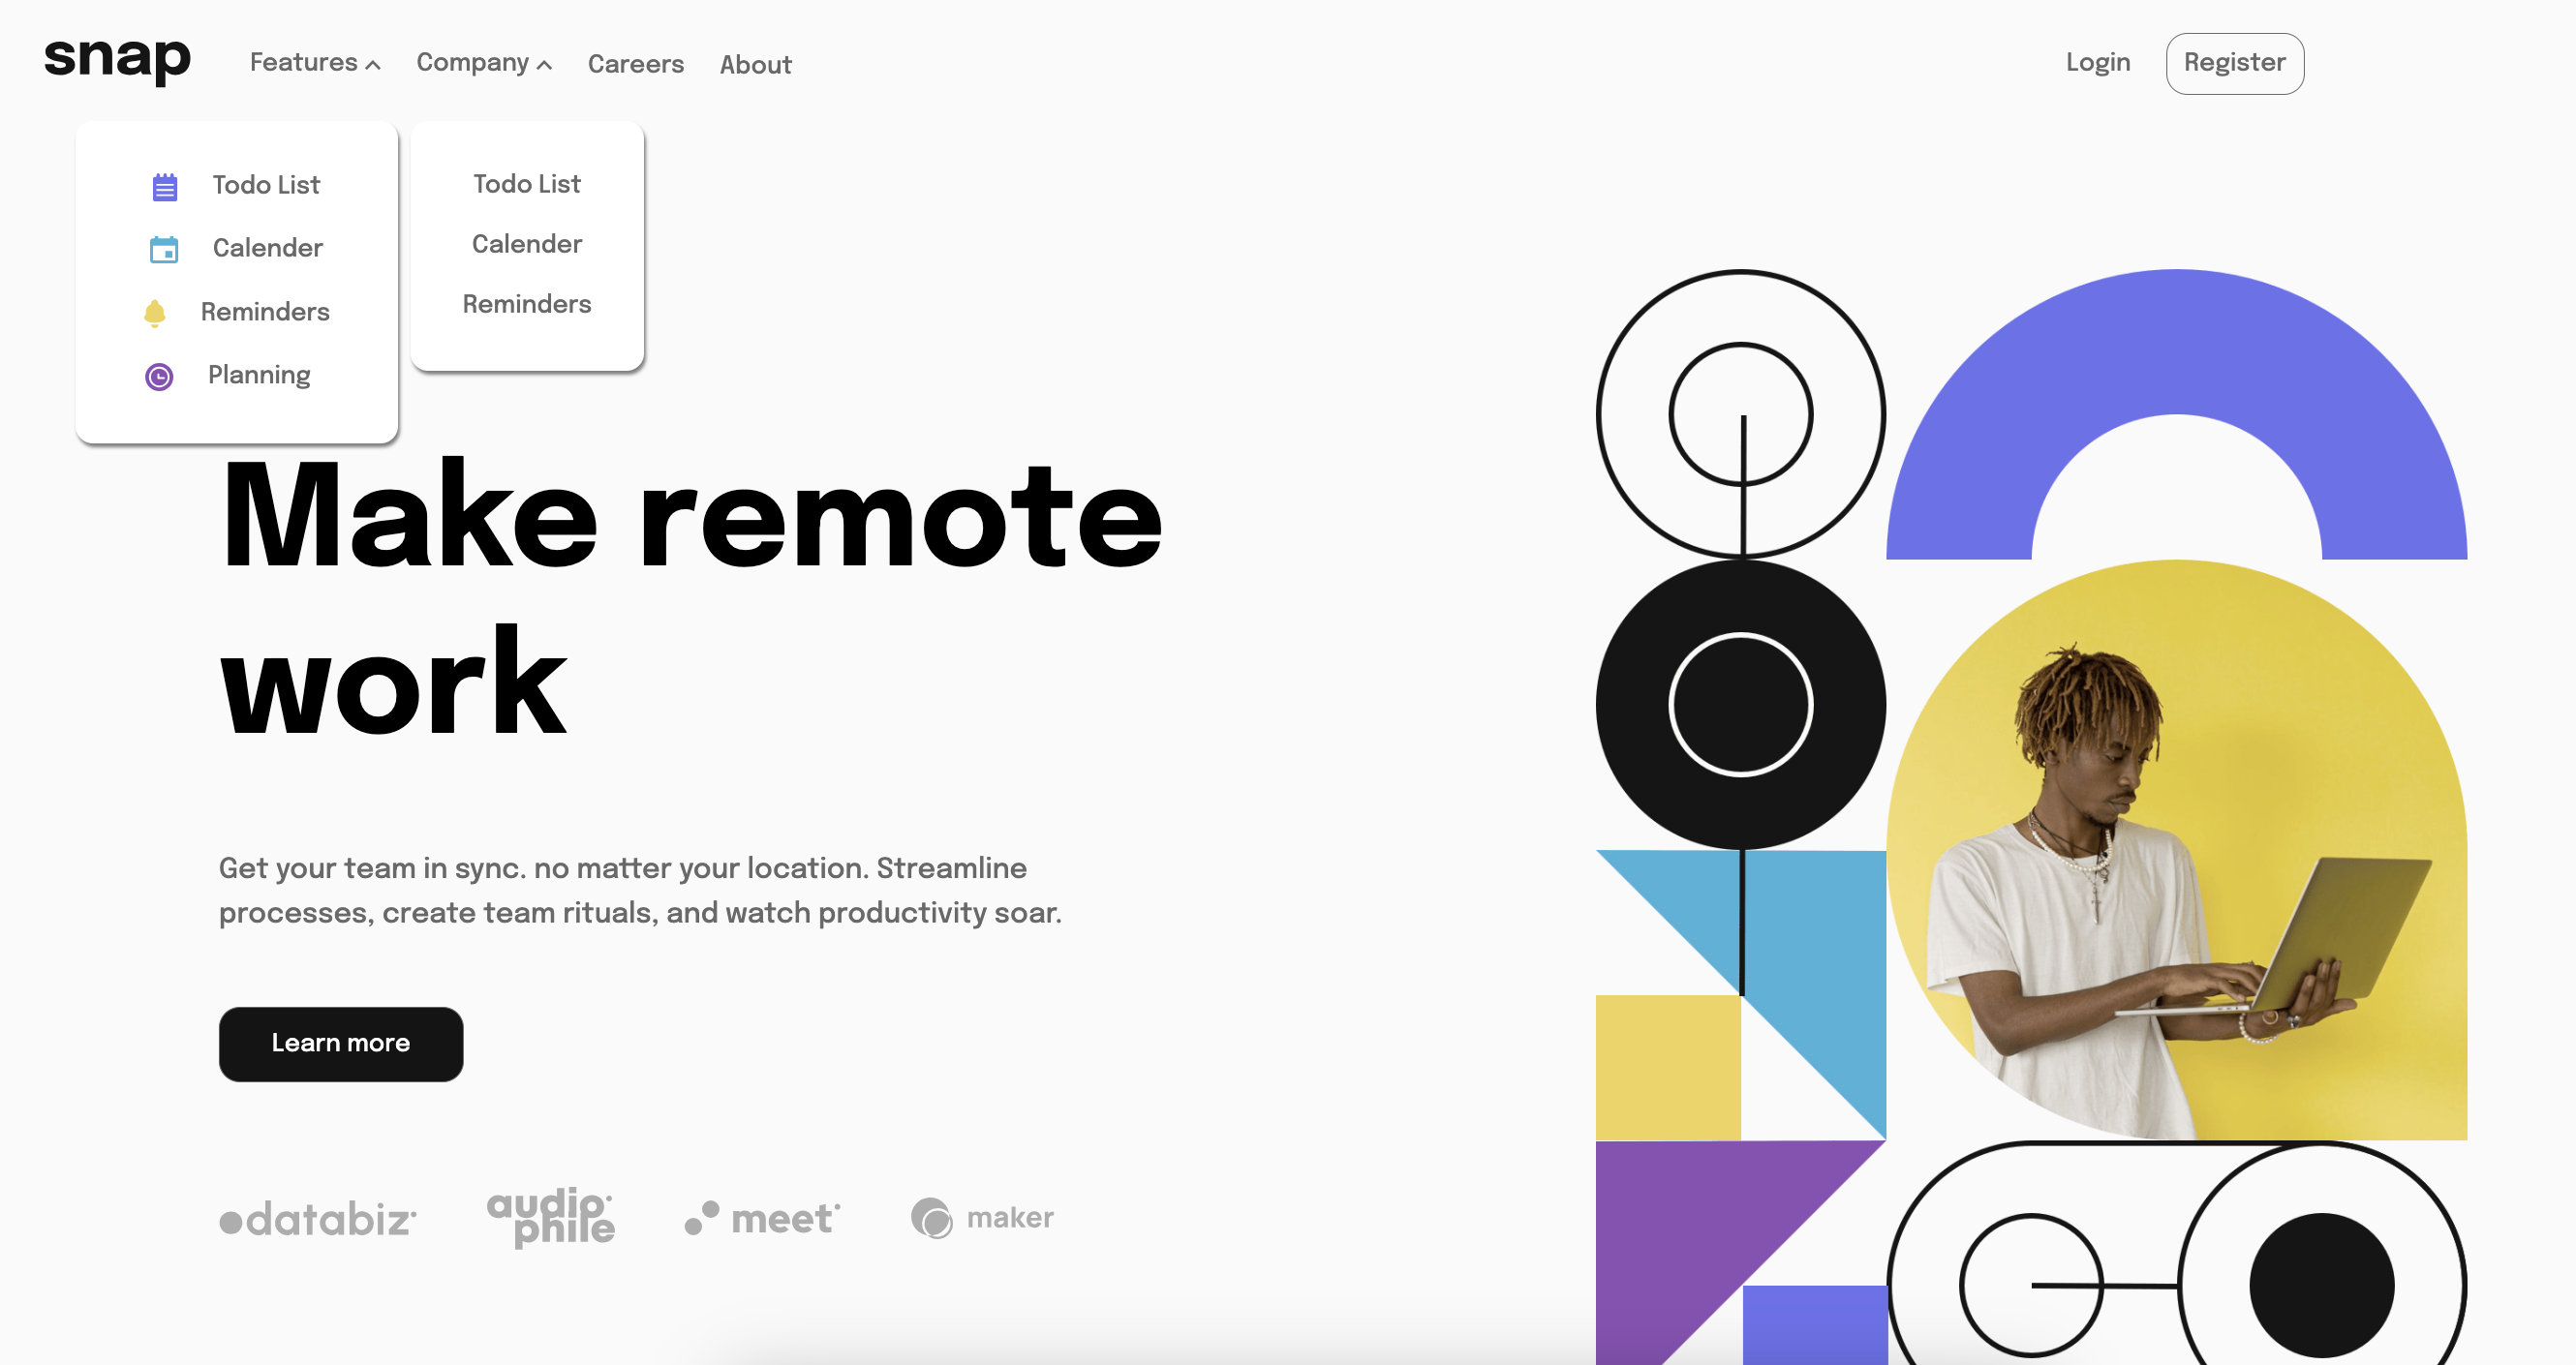 snap
Features
Company
Careers
About
Login
Register
Todo List
Calender
Reminders
Planning
Todo List
Calender
Reminders
Make remote
work
Get your team in sync. no matter your location. Streamline
processes, create team rituals, and watch productivity soar.
Learn more
databiz
audio
phile
meet
maker